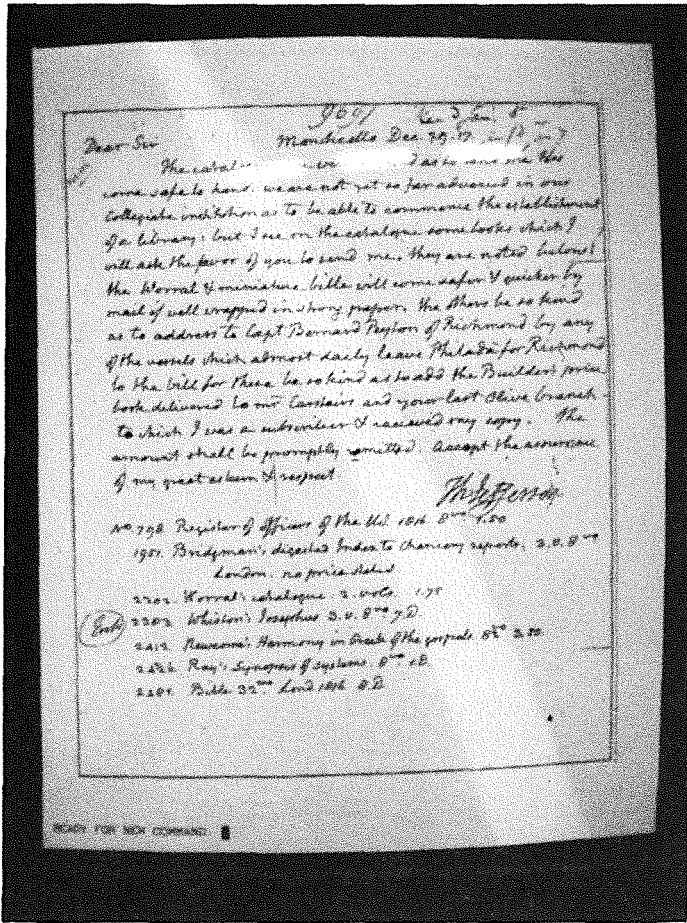 9691
Dear Sir Monticello Dec. 29. 17.
The as to has
come safe to hand. we are not yet so far advanced in our
Collegiate institution as to be able to commence the establishment
of a library: but I see on the catalogue some books which I
will ask the favor of you to send me. they are noted below.
the Worral & miniature bible will come safer & quicker by
mail if well wrapped in strong paper. the others be so kind
as to address to Capt Bernard Peyton of Richmond by any
of the vessels which almost daily leave Philada for Richmond
to the bill for these be so kind as to add the Builder's price
book delivered to mr Carstairs and your last Olive branch
to which I was a subscriber & recieved my copy. the
amount shall be promptly remitted. Accept the assurance
of my great esteem & respect.
Th: Jefferson
No. 798 Register of officers of the U.S. 1816 8vo 1.50
1951. Bridgman's digested Index to Chancery reports. 3.v. 8vo
London. no price stated
2202. Worral's catalogue. 2. vols. 1.75
2203 Whiston's Josephus 3.v. 8vo 7.D
2412 Newcome's Harmony in Greek of the gospels. 8vo 3.50
Ray's Synopsis of systems. 8vo 1.D
Bible 32mo Lond 1816 8.D
READY FOR NEW COMMAND